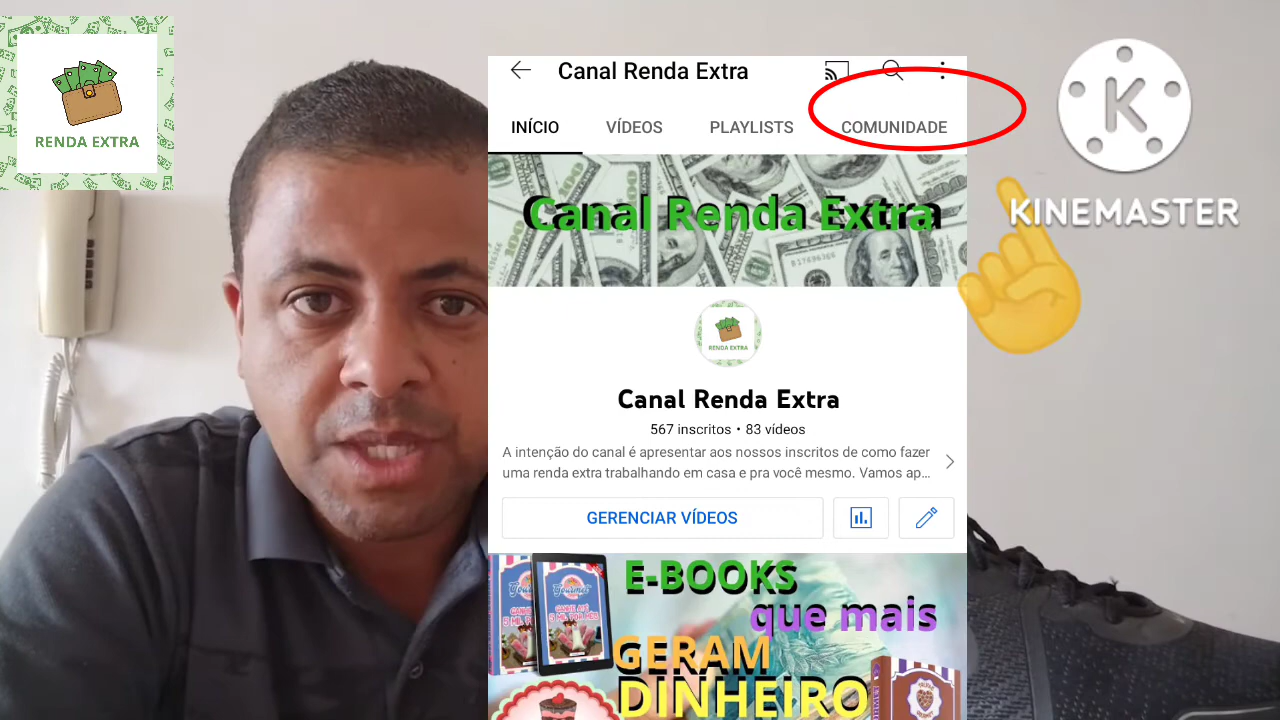 RENDA EXTRA
Canal Renda Extra
INÍCIO VÍDEOS PLAYLISTS COMUNIDADE
Canal Renda Extra
RENDA EXTRA
Canal Renda Extra
567 inscritos • 83 vídeos
A intenção do canal é apresentar aos nossos inscritos de como fazer
uma renda extra trabalhando em casa e pra você mesmo. Vamos ap...
GERENCIAR VÍDEOS
E-BOOKS
que mais
GERAM
DINHEIRO
Gourmet
K
KINEMASTER